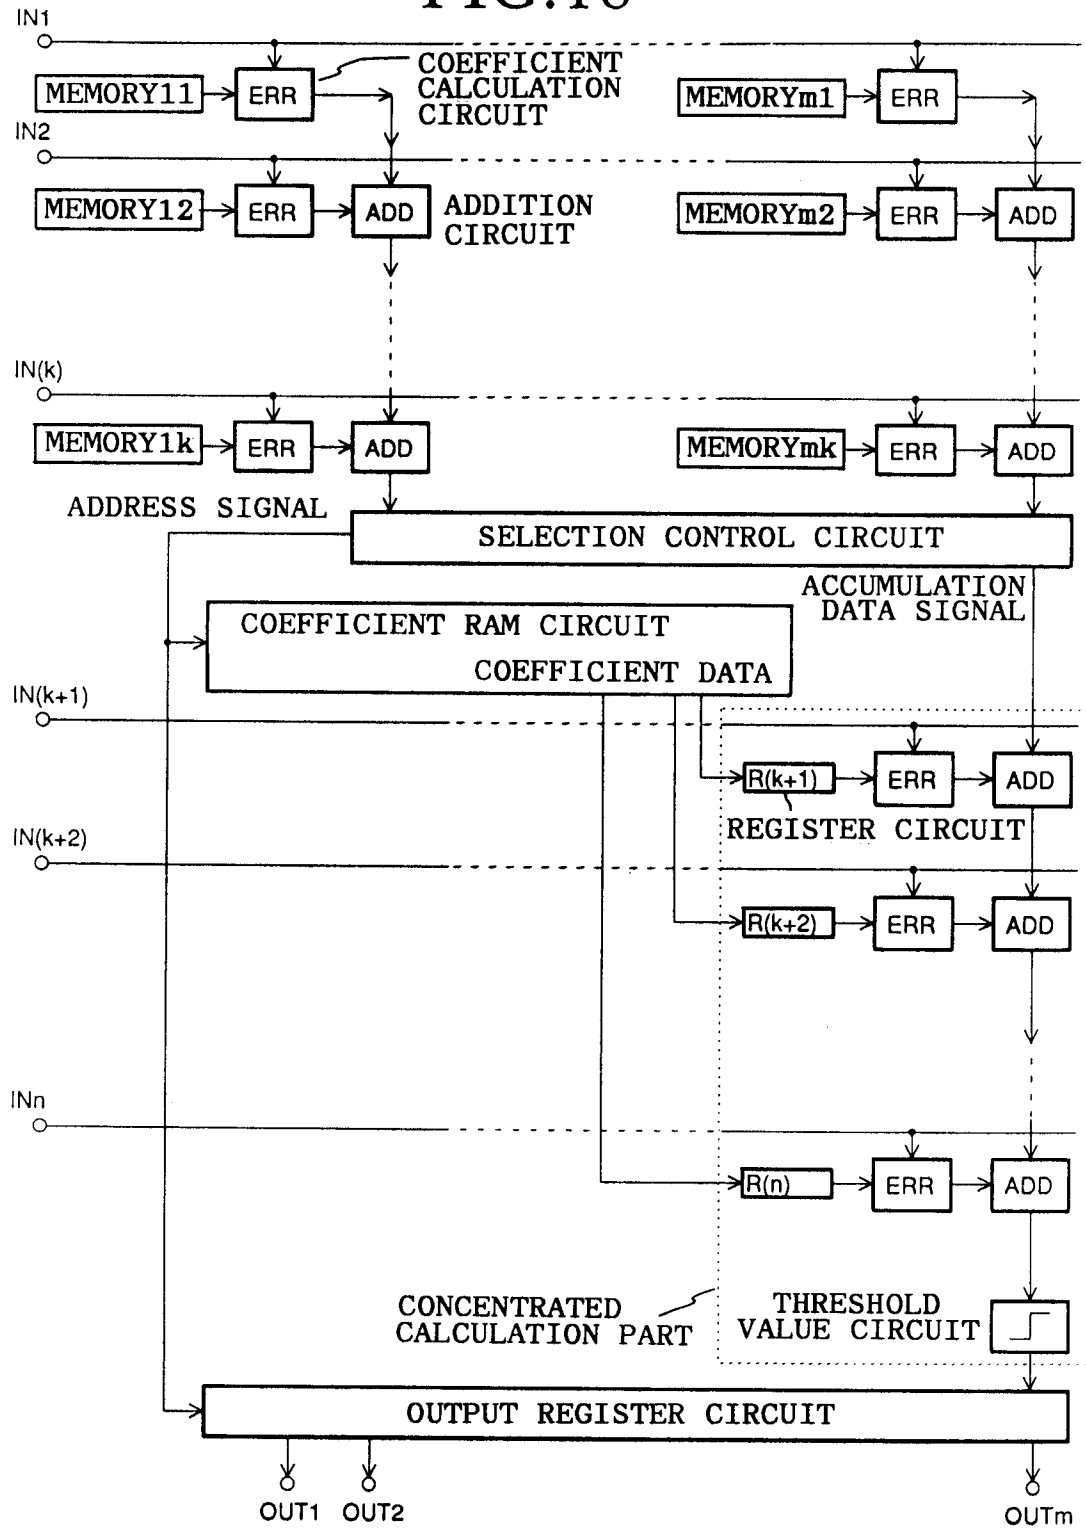 IN1
COEFFICIENT
CALCULATION
CIRCUIT
MEMORY11
ERR
MEMORYm1
ERR
IN2
MEMORY12
ERR
ADD
ADDITION
CIRCUIT
MEMORYm2
ERR
ADD
IN(k)
MEMORY1k
ERR
ADD
MEMORYmk
ERR
ADD
ADDRESS SIGNAL
SELECTION CONTROL CIRCUIT
ACCUMULATION
DATA SIGNAL
COEFFICIENT RAM CIRCUIT
COEFFICIENT DATA
IN(k+1)
R(k+1)
ERR
ADD
REGISTER CIRCUIT
IN(k+2)
R(k+2)
ERR
ADD
INn
R(n)
ERR
ADD
CONCENTRATED
CALCULATION PART
THRESHOLD
VALUE CIRCUIT
OUTPUT REGISTER CIRCUIT
OUT1
OUT2
OUTm